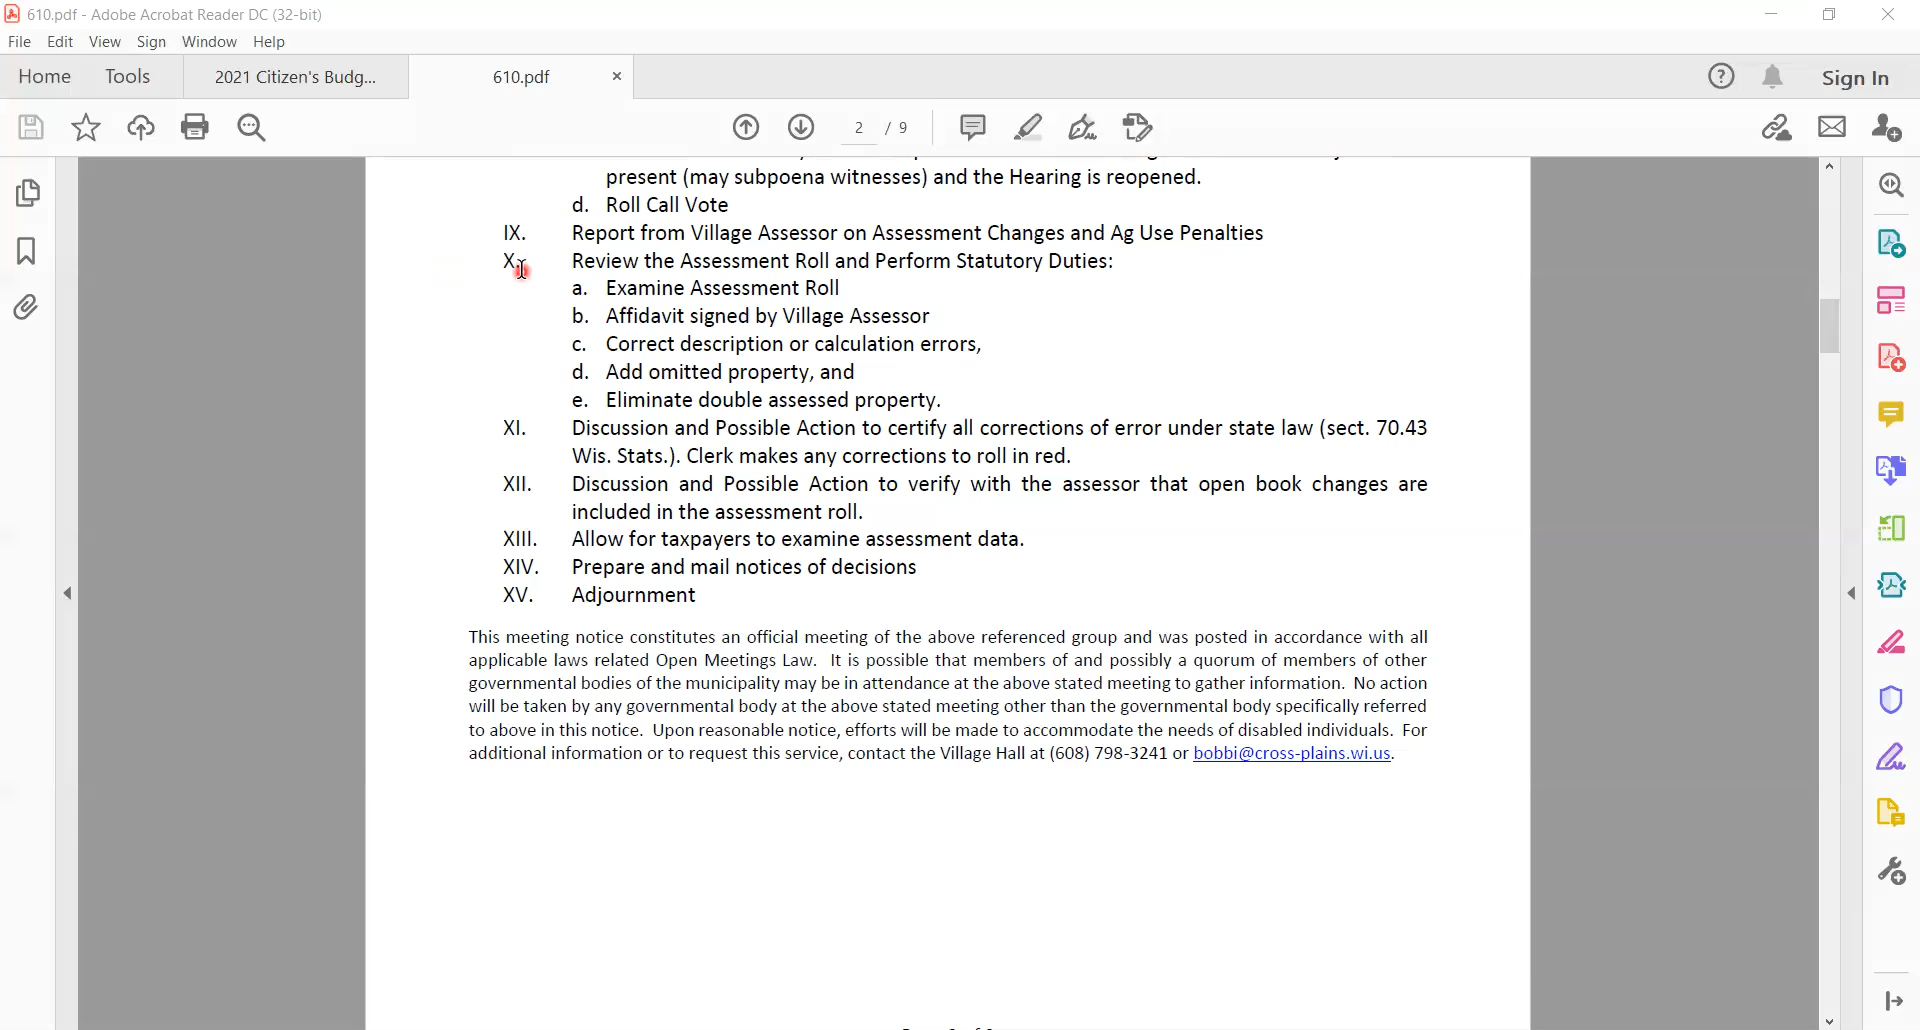 610.pdf - Adobe Acrobat Reader DC (32-bit)
File Edit View Sign Window Help
Home Tools 2021 Citizen's Budg... 610.pdf × Sign In
2 / 9
present (may subpoena witnesses) and the Hearing is reopened.
d. Roll Call Vote
IX. Report from Village Assessor on Assessment Changes and Ag Use Penalties
X. Review the Assessment Roll and Perform Statutory Duties:
a. Examine Assessment Roll
b. Affidavit signed by Village Assessor
c. Correct description or calculation errors,
d. Add omitted property, and
e. Eliminate double assessed property.
XI. Discussion and Possible Action to certify all corrections of error under state law (sect. 70.43
Wis. Stats.). Clerk makes any corrections to roll in red.
XII. Discussion and Possible Action to verify with the assessor that open book changes are
included in the assessment roll.
XIII. Allow for taxpayers to examine assessment data.
XIV. Prepare and mail notices of decisions
XV. Adjournment
This meeting notice constitutes an official meeting of the above referenced group and was posted in accordance with all
applicable laws related Open Meetings Law. It is possible that members of and possibly a quorum of members of other
governmental bodies of the municipality may be in attendance at the above stated meeting to gather information. No action
will be taken by any governmental body at the above stated meeting other than the governmental body specifically referred
to above in this notice. Upon reasonable notice, efforts will be made to accommodate the needs of disabled individuals. For
additional information or to request this service, contact the Village Hall at (608) 798-3241 or bobbi@cross-plains.wi.us.